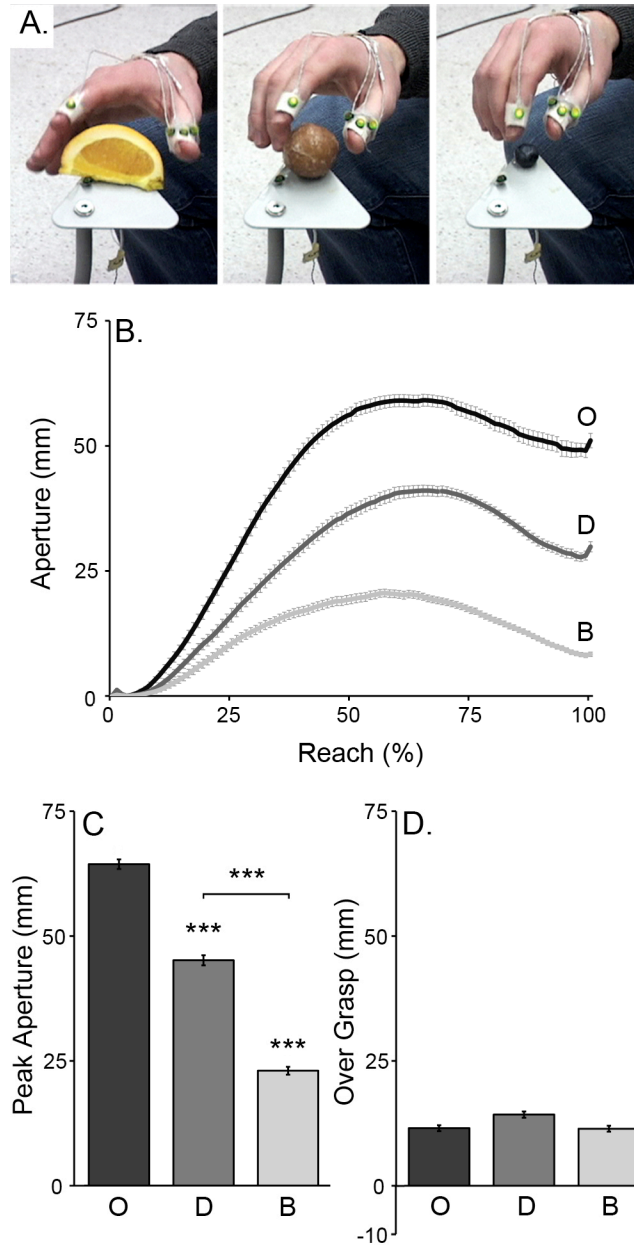 A.
B.
75
50
25
0
Aperture (mm)
O
D
B
0 25 50 75 100
Reach (%)
C
75
50
25
0
Peak Aperture (mm)
***
***
***
O D B
D.
75
50
25
0
-10
Over Grasp (mm)
O D B